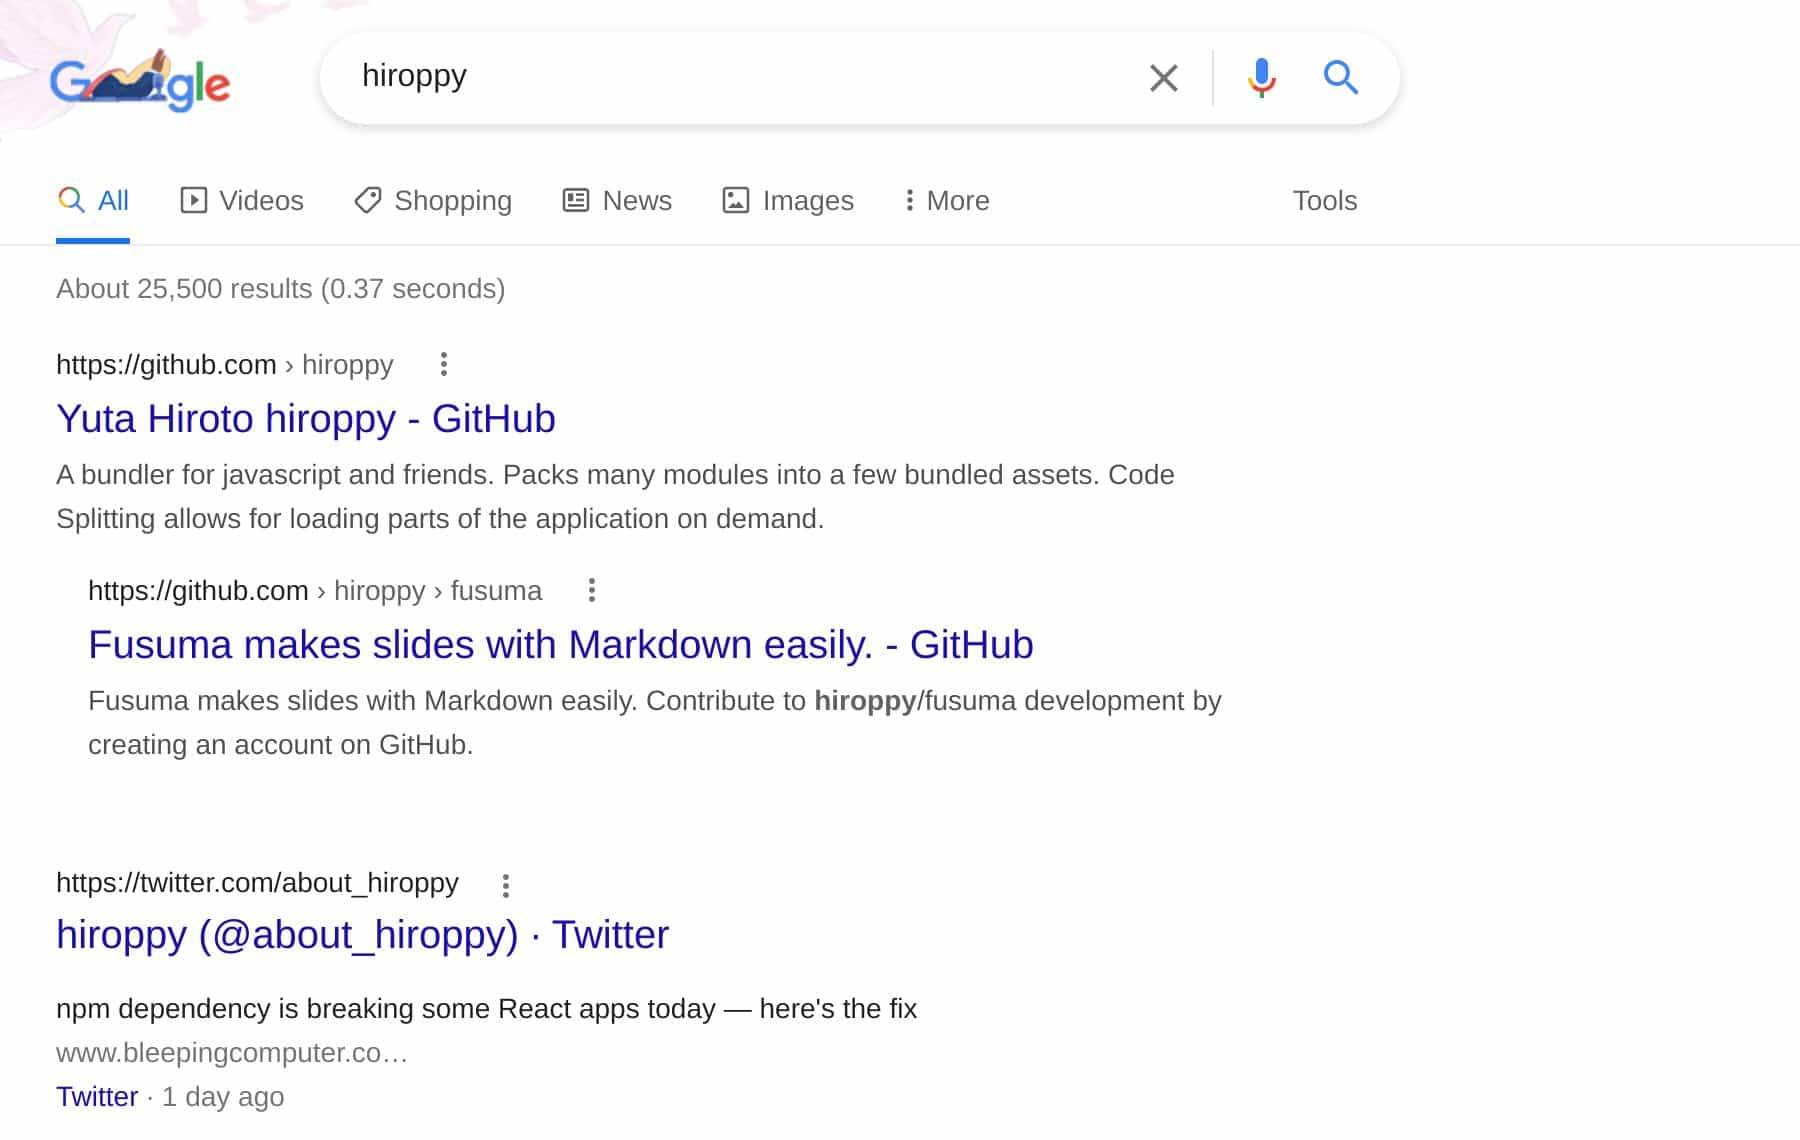 Google
hiroppy
All Videos Shopping News Images More Tools
About 25,500 results (0.37 seconds)
https://github.com › hiroppy
Yuta Hiroto hiroppy - GitHub
A bundler for javascript and friends. Packs many modules into a few bundled assets. Code
Splitting allows for loading parts of the application on demand.
https://github.com › hiroppy › fusuma
Fusuma makes slides with Markdown easily. - GitHub
Fusuma makes slides with Markdown easily. Contribute to hiroppy/fusuma development by
creating an account on GitHub.
https://twitter.com/about_hiroppy
hiroppy (@about_hiroppy) · Twitter
npm dependency is breaking some React apps today — here's the fix
www.bleepingcomputer.co…
Twitter · 1 day ago